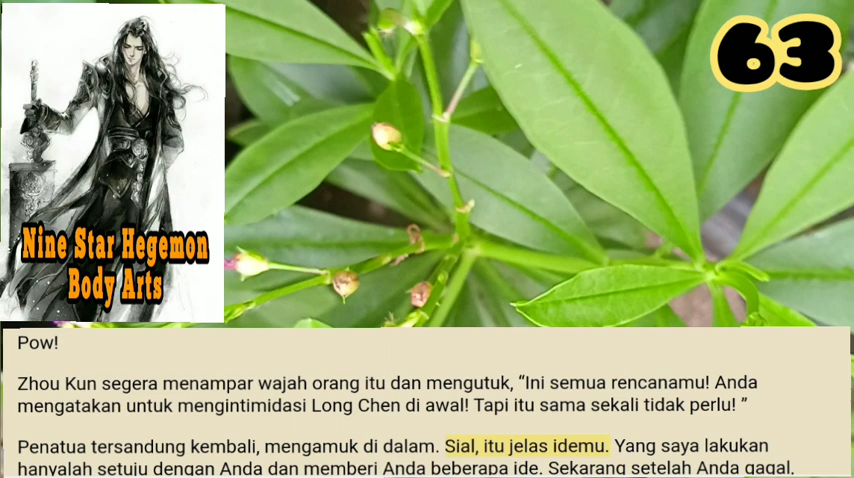 63
Nine Star Hegemon
Body Arts
Pow!
Zhou Kun segera menampar wajah orang itu dan mengutuk, “Ini semua rencanamu! Anda
mengatakan untuk mengintimidasi Long Chen di awal! Tapi itu sama sekali tidak perlu! ”
Penatua tersandung kembali, mengamuk di dalam. Sial, itu jelas idemu. Yang saya lakukan
hanyalah setuju dengan Anda dan memberi Anda beberapa ide. Sekarang setelah Anda gagal,